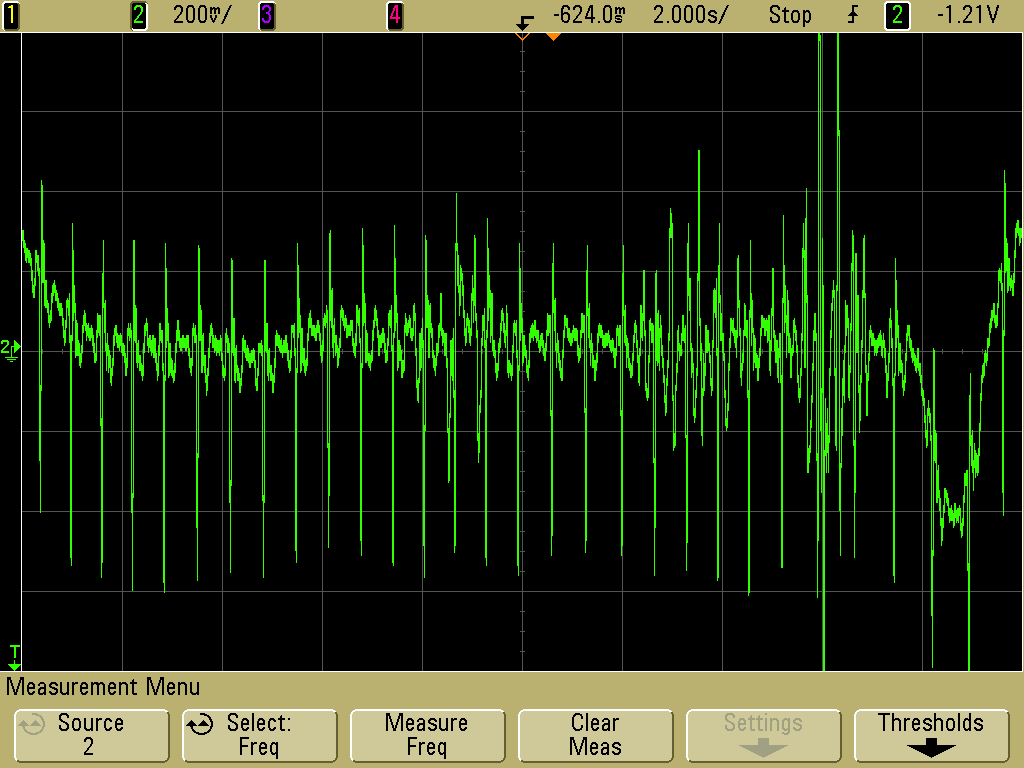 1 2 200mV/ 3 4 -624.0ms 2.000s/ Stop 2 -1.21V
2
T
Measurement Menu
Source Select: Measure Clear Settings Thresholds
2 Freq Freq Meas